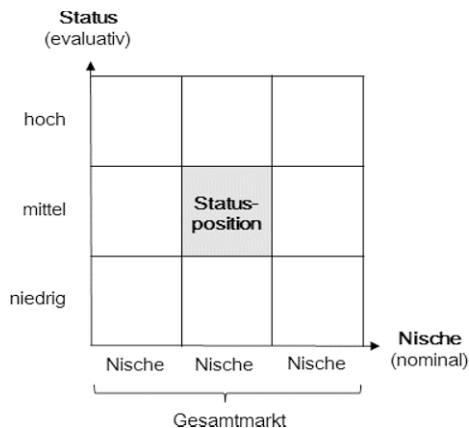 Status
(evaluativ)
hoch
mittel
Status-
position
niedrig
Nische
(nominal)
Nische Nische Nische
Gesamtmarkt